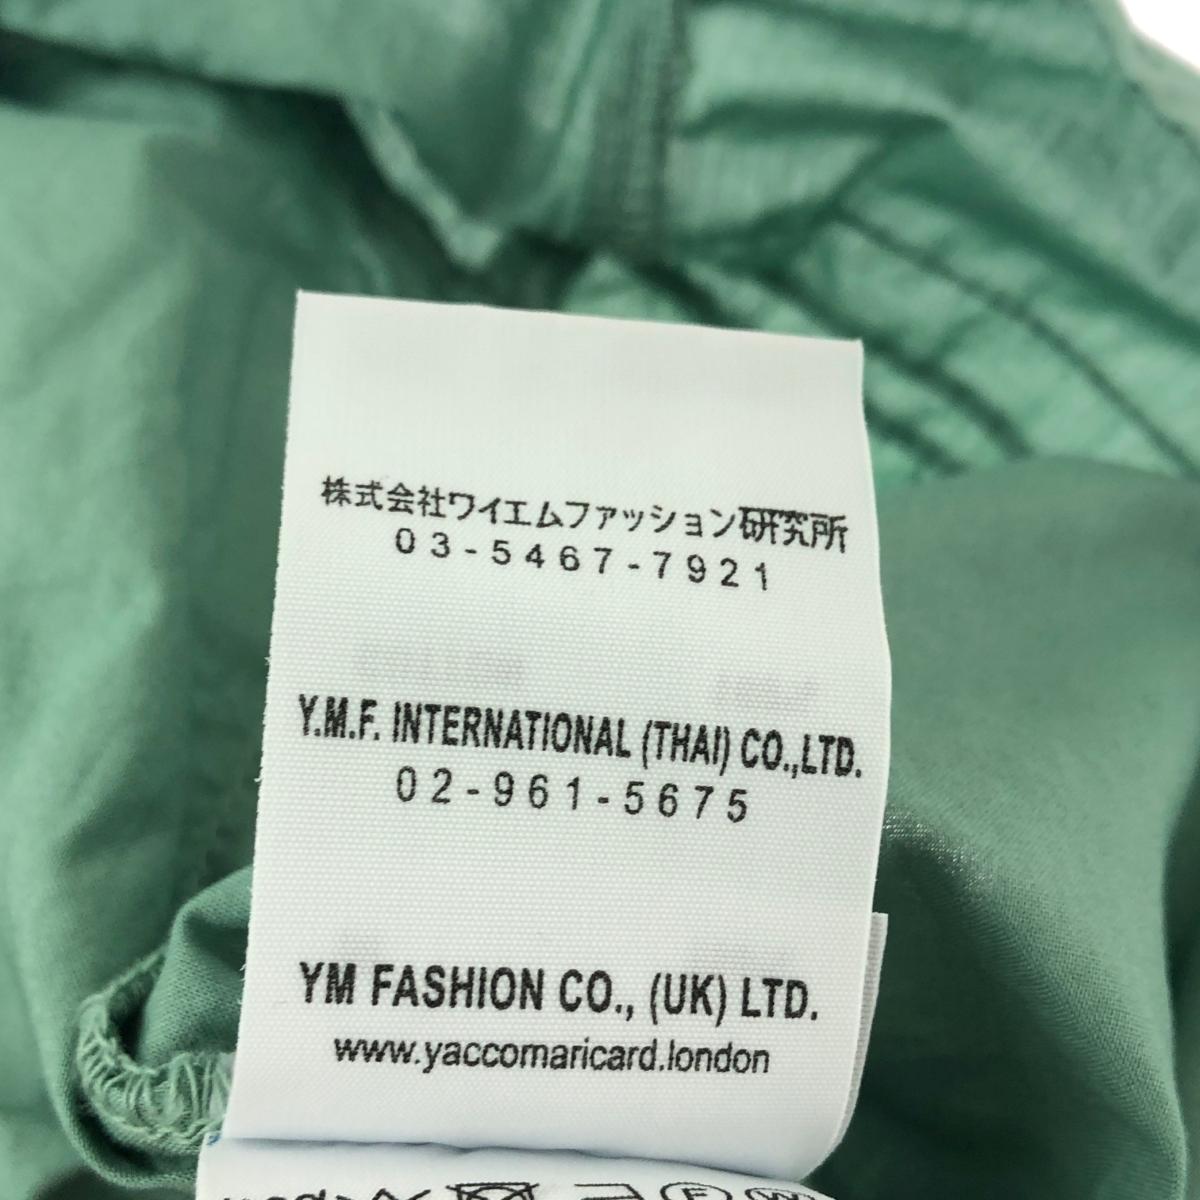 株式会社ワイエムファッション研究所
03-5467-7921
Y.M.F. INTERNATIONAL (THAI) CO.,LTD.
02-961-5675
YM FASHION CO., (UK) LTD.
www.yaccomaricard.london